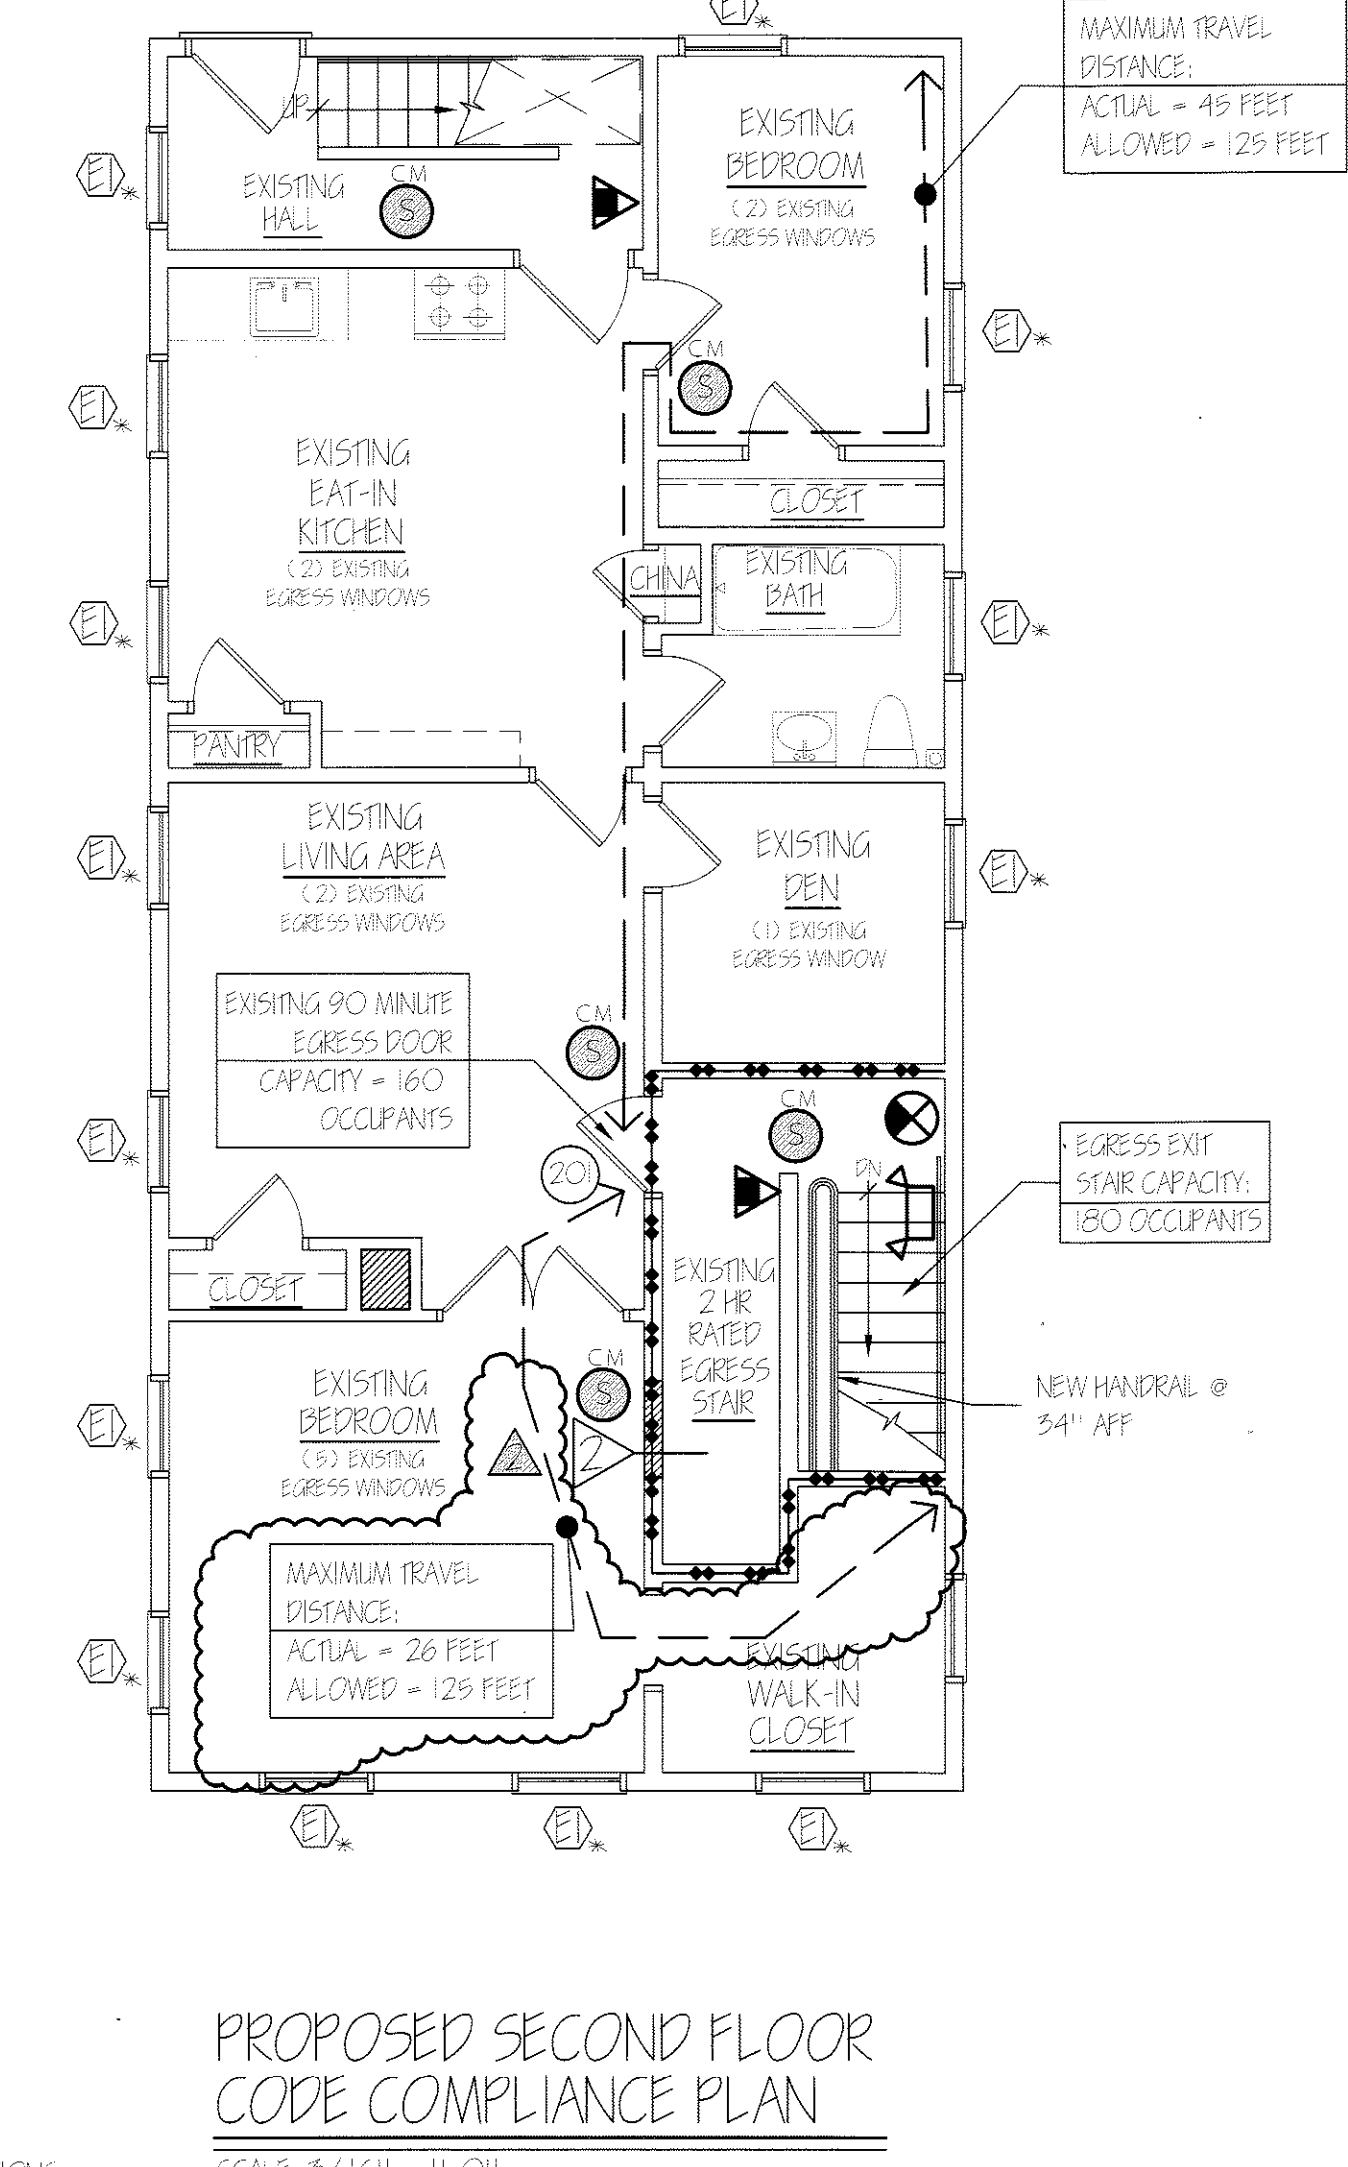 E1*
MAXIMUM TRAVEL
DISTANCE:
ACTUAL = 45 FEET
ALLOWED = 125 FEET
UP
EXISTING
BEDROOM
(2) EXISTING
EGRESS WINDOWS
E1*
EXISTING
HALL
CM
S
E1*
CM
S
E1*
EXISTING
EAT-IN
KITCHEN
(2) EXISTING
EGRESS WINDOWS
CLOSET
CHINA
EXISTING
BATH
E1*
E1*
PANTRY
EXISTING
LIVING AREA
(2) EXISTING
EGRESS WINDOWS
E1*
EXISTING
DEN
(1) EXISTING
EGRESS WINDOW
E1*
EXISITNG 90 MINUTE
EGRESS DOOR
CAPACITY = 160
OCCUPANTS
CM
S
CM
S
E1*
201
DN
EGRESS EXIT
STAIR CAPACITY:
180 OCCUPANTS
CLOSET
EXISTING
2 HR
RATED
EGRESS
STAIR
EXISTING
BEDROOM
(5) EXISTING
EGRESS WINDOWS
CM
S
E1*
2
2
NEW HANDRAIL @
34" AFF
MAXIMUM TRAVEL
DISTANCE:
ACTUAL = 26 FEET
ALLOWED = 125 FEET
E1*
EXISTING
WALK-IN
CLOSET
E1*
E1*
E1*
PROPOSED SECOND FLOOR
CODE COMPLIANCE PLAN